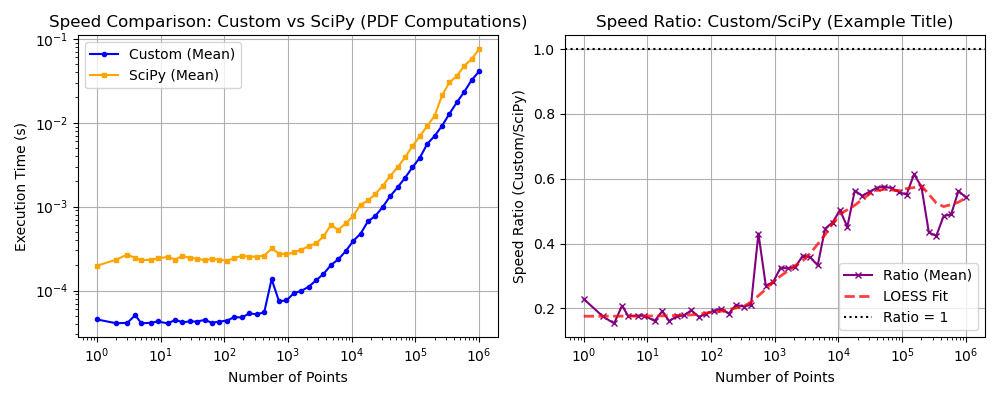 Speed Comparison: Custom vs SciPy (PDF Computations)
Execution Time (s)
10⁻¹
10⁻²
10⁻³
10⁻⁴
Custom (Mean)
SciPy (Mean)
10⁰ 10¹ 10² 10³ 10⁴ 10⁵ 10⁶
Number of Points
Speed Ratio: Custom/SciPy (Example Title)
Speed Ratio (Custom/SciPy)
1.0
0.8
0.6
0.4
0.2
Ratio (Mean)
LOESS Fit
Ratio = 1
10⁰ 10¹ 10² 10³ 10⁴ 10⁵ 10⁶
Number of Points